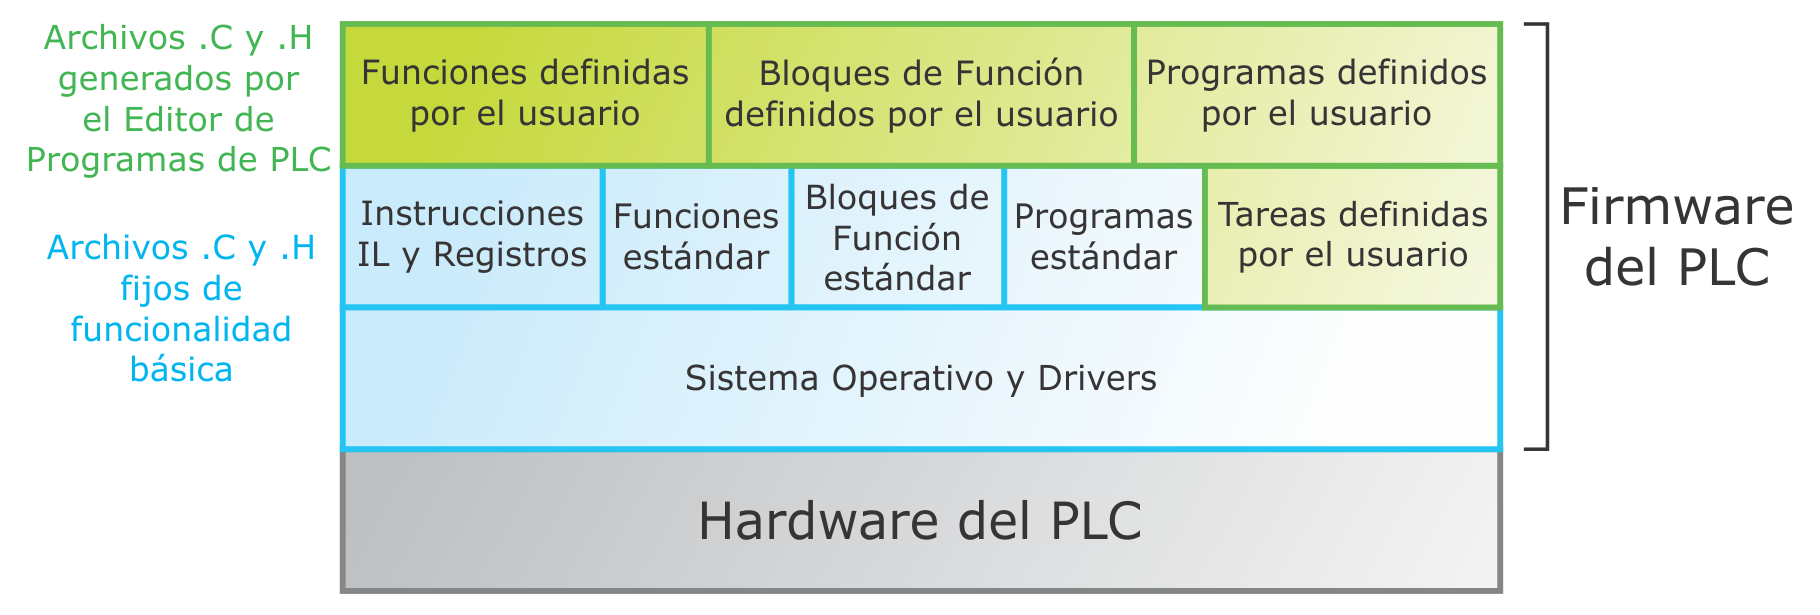 Archivos .C y .H
generados por
el Editor de
Programas de PLC
Funciones definidas
por el usuario
Bloques de Función
definidos por el usuario
Programas definidos
por el usuario
Archivos .C y .H
fijos de
funcionalidad
básica
Instrucciones
IL y Registros
Funciones
estándar
Bloques de
Función
estándar
Programas
estándar
Tareas definidas
por el usuario
Sistema Operativo y Drivers
Firmware
del PLC
Hardware del PLC